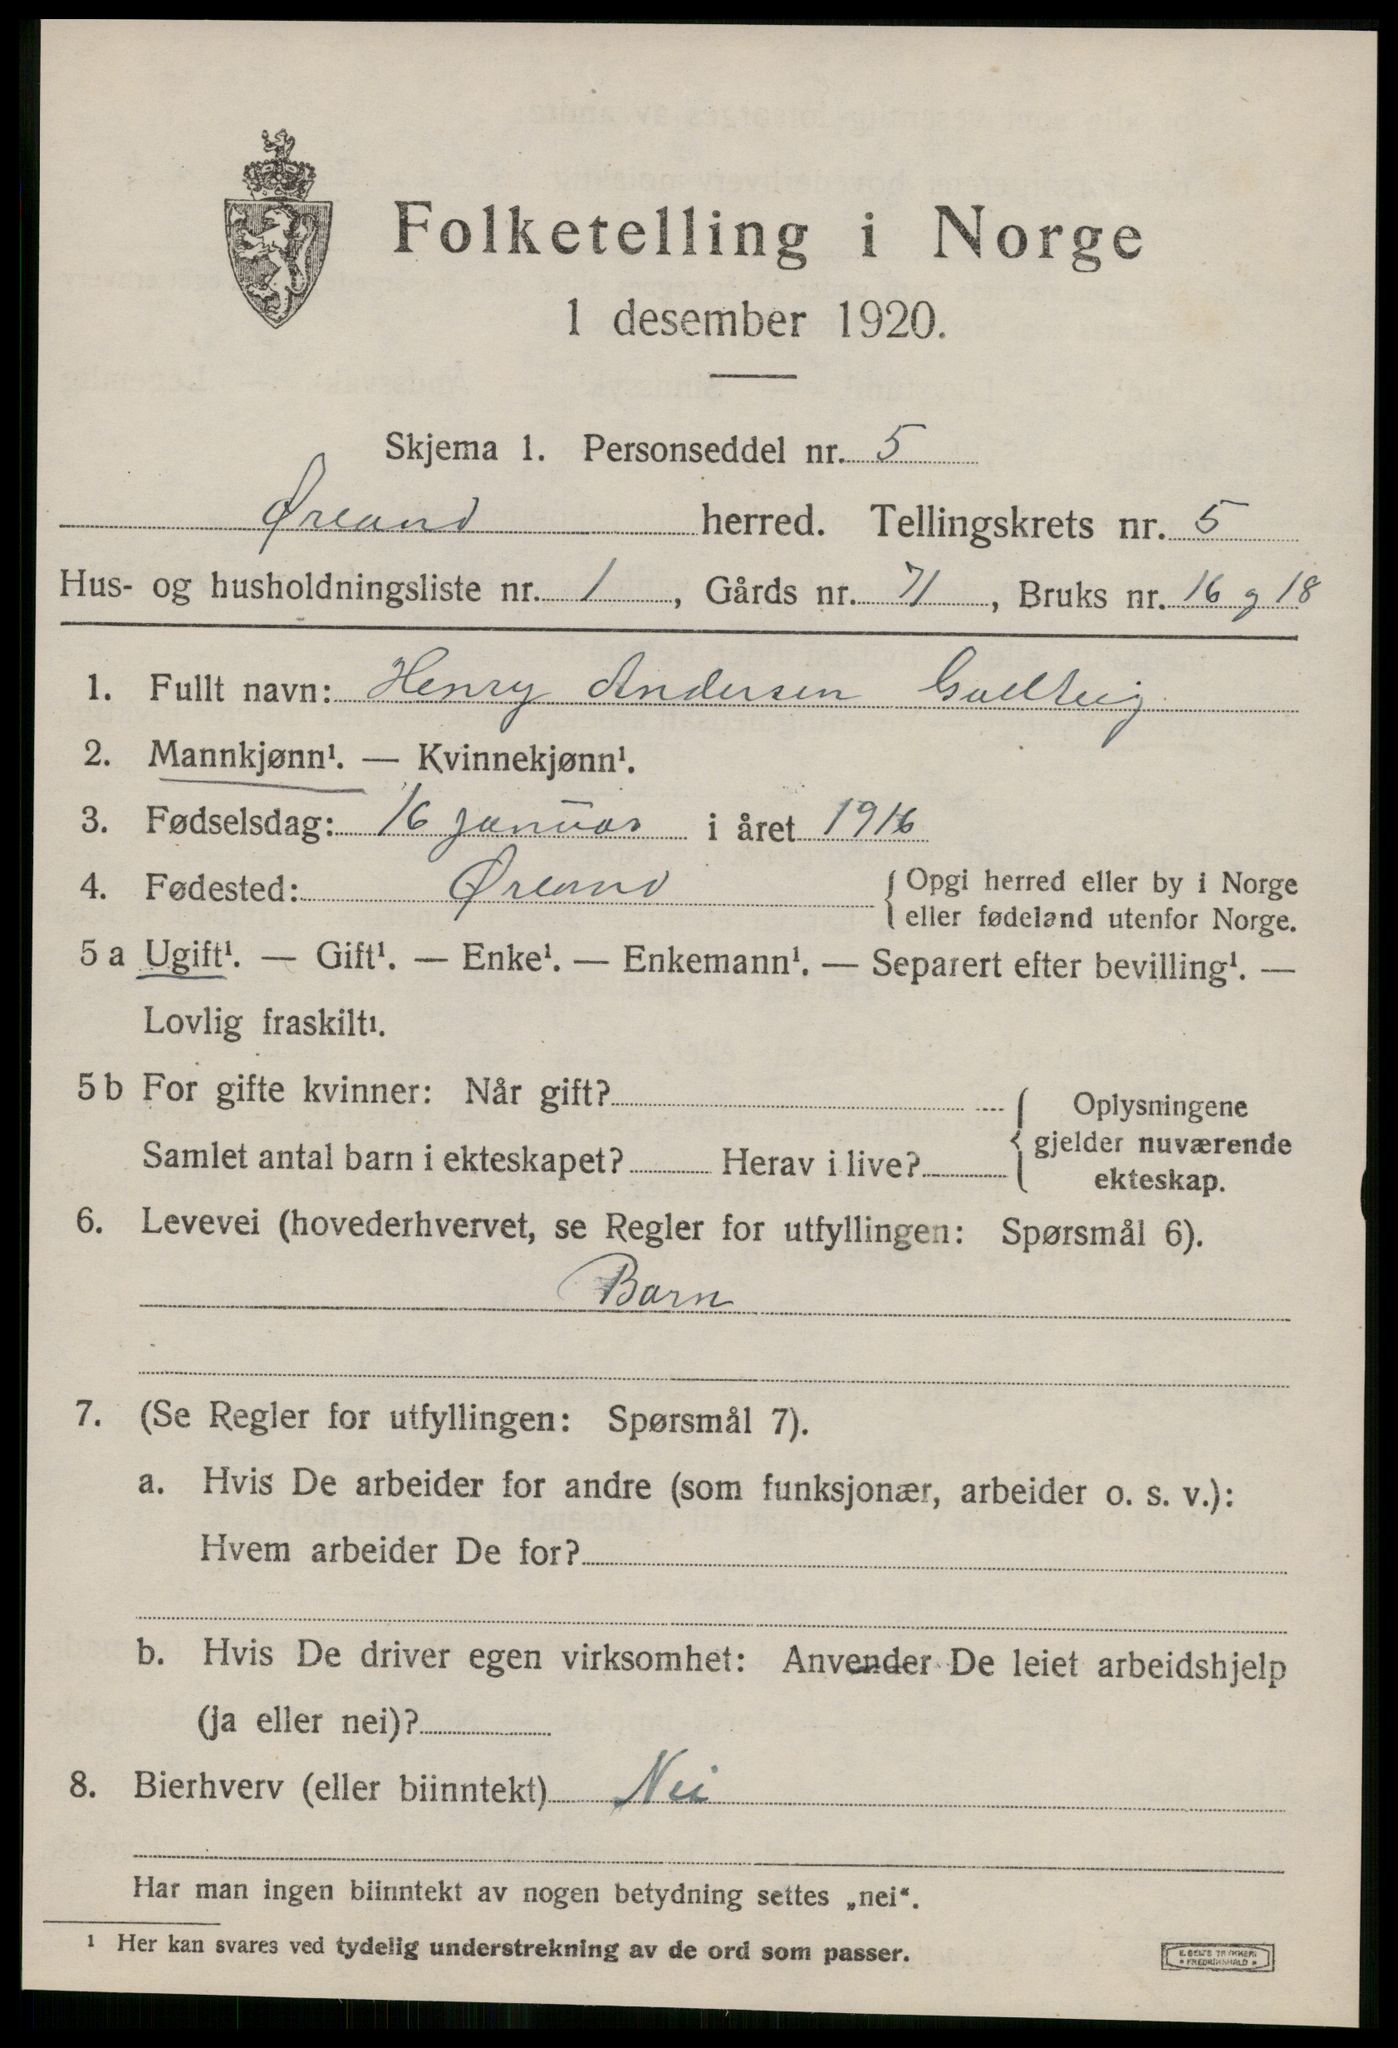 Folketelling i Norge
1 desember 1920.
Skjema 1. Personseddel nr. 5
Ørland herred. Tellingskrets nr. 5
Hus- og husholdningsliste nr. 1, Gårds nr. 71, Bruks nr. 16 g 18
1. Fullt navn: Henry Andersen
2. Mannkjønn¹. — Kvinnekjønn¹.
3. Fødselsdag: 16 januar i året 1916
4. Fødested: Ørland { Opgi herred eller by i Norge
eller fødeland utenfor Norge.
5 a Ugift¹. — Gift¹. — Enke¹. — Enkemann¹. — Separert efter bevilling¹. —
Lovlig fraskilt¹.
5 b For gifte kvinner: Når gift? { Oplysningene
gjelder nuværende
ekteskap.
Samlet antal barn i ekteskapet? Herav i live?
6. Levevei (hovederhvervet, se Regler for utfyllingen: Spørsmål 6).
Barn
7. (Se Regler for utfyllingen: Spørsmål 7).
a. Hvis De arbeider for andre (som funksjonær, arbeider o. s. v.):
Hvem arbeider De for?
b. Hvis De driver egen virksomhet: Anvender De leiet arbeidshjelp
(ja eller nei)?
8. Bierhverv (eller biinntekt) Nei
Har man ingen biinntekt av nogen betydning settes „nei“.
¹ Her kan svares ved tydelig understrekning av de ord som passer.